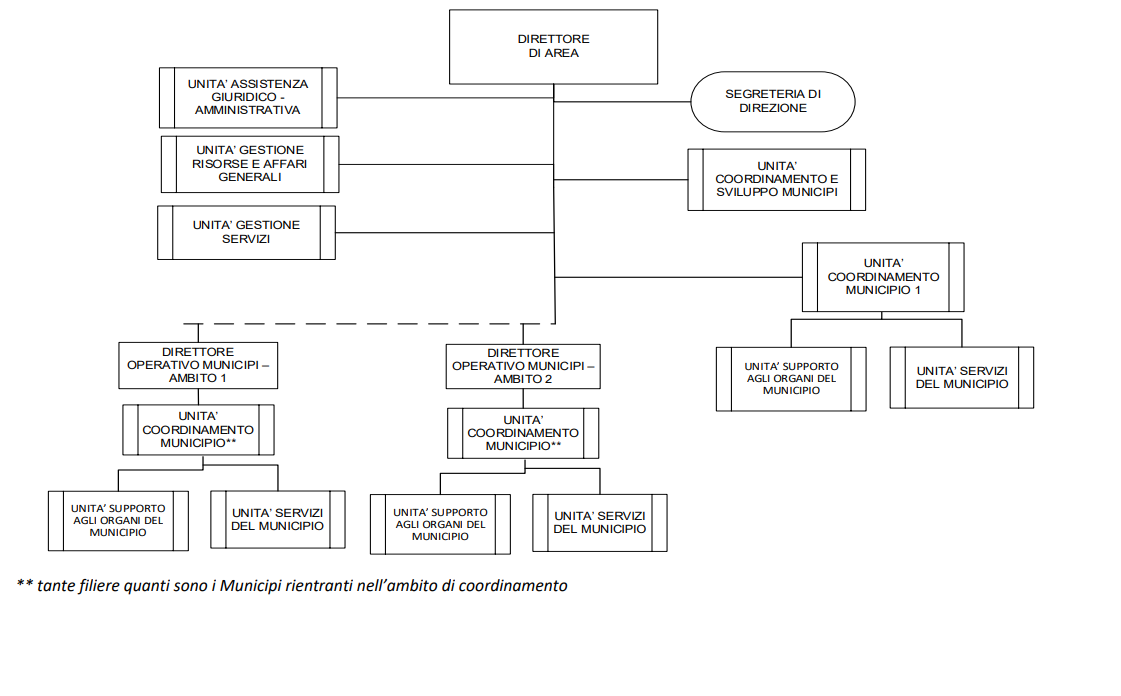 DIRETTORE
DI AREA
UNITA' ASSISTENZA
GIURIDICO -
AMMINISTRATIVA
SEGRETERIA DI
DIREZIONE
UNITA' GESTIONE
RISORSE E AFFARI
GENERALI
UNITA'
COORDINAMENTO E
SVILUPPO MUNICIPI
UNITA' GESTIONE
SERVIZI
UNITA'
COORDINAMENTO
MUNICIPIO 1
DIRETTORE
OPERATIVO MUNICIPI –
AMBITO 1
DIRETTORE
OPERATIVO MUNICIPI –
AMBITO 2
UNITA' SUPPORTO
AGLI ORGANI DEL
MUNICIPIO
UNITA' SERVIZI
DEL MUNICIPIO
UNITA'
COORDINAMENTO
MUNICIPIO**
UNITA'
COORDINAMENTO
MUNICIPIO**
UNITA' SUPPORTO
AGLI ORGANI DEL
MUNICIPIO
UNITA' SERVIZI
DEL MUNICIPIO
UNITA' SUPPORTO
AGLI ORGANI DEL
MUNICIPIO
UNITA' SERVIZI
DEL MUNICIPIO
** tante filiere quanti sono i Municipi rientranti nell'ambito di coordinamento